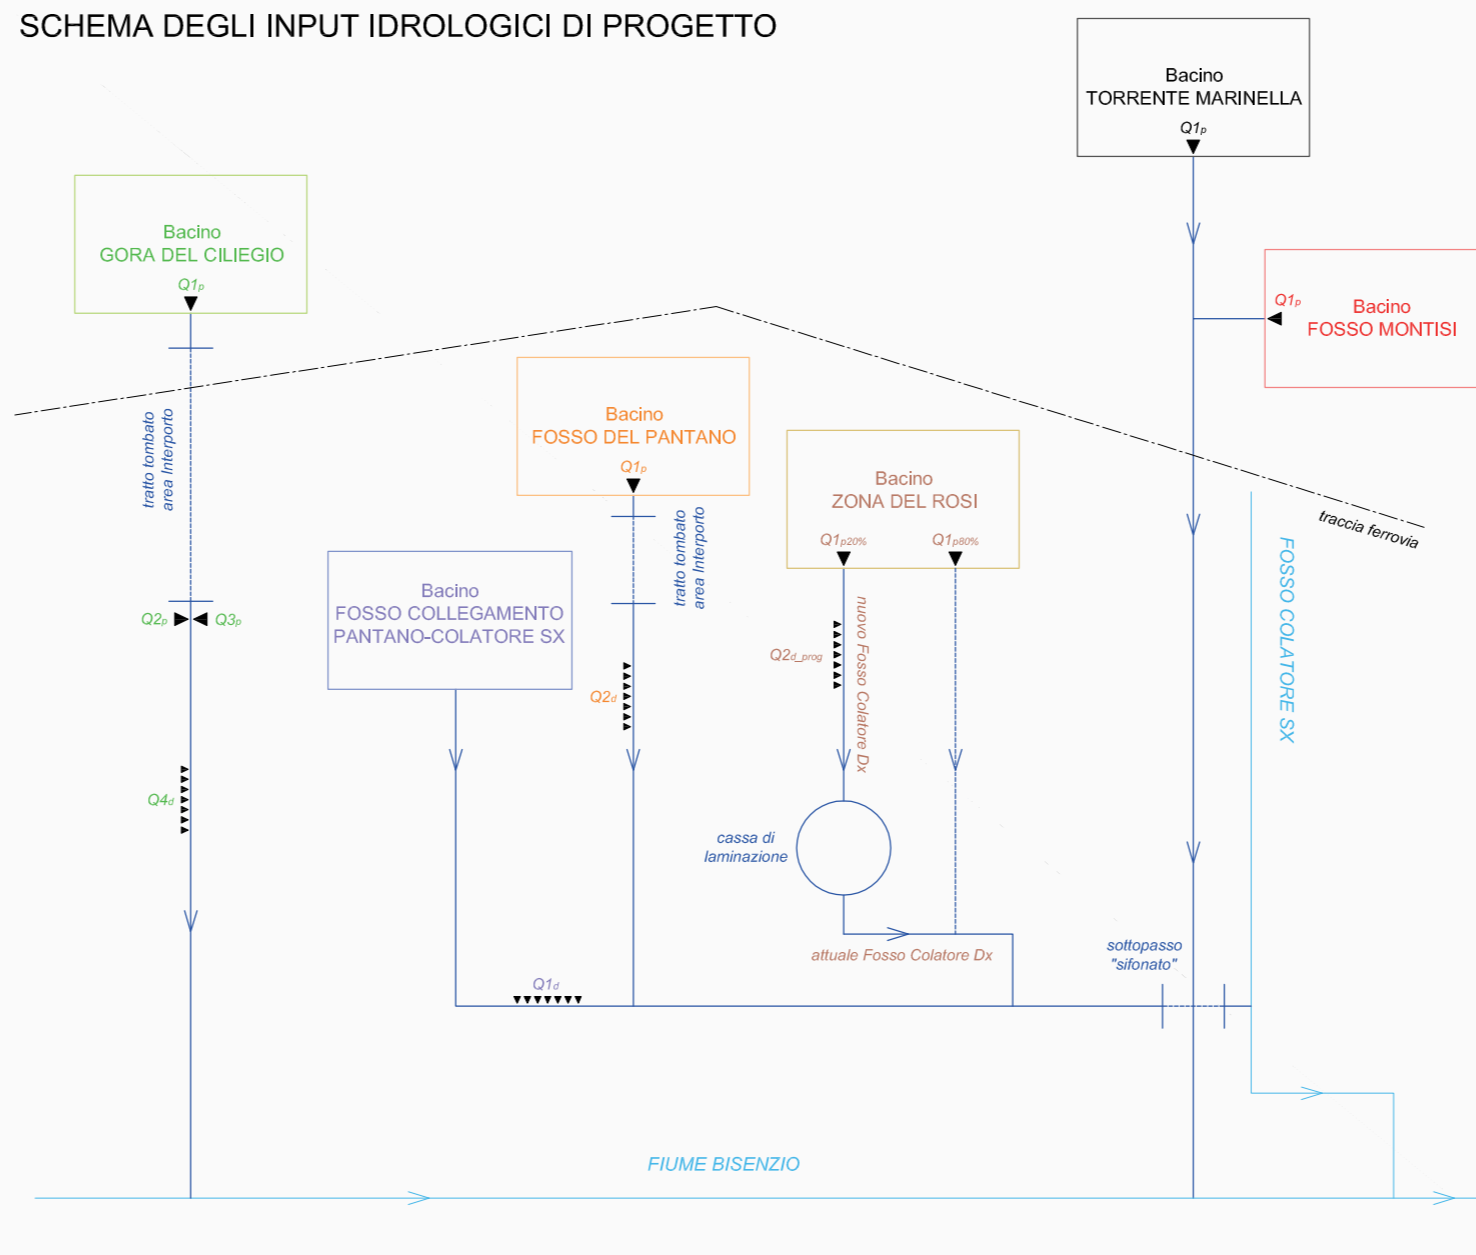 SCHEMA DEGLI INPUT IDROLOGICI DI PROGETTO
Bacino
TORRENTE MARINELLA
Q1p
Bacino
GORA DEL CILIEGIO
Q1p
Q1p
Bacino
FOSSO MONTISI
tratto tombato
area Interporto
Bacino
FOSSO DEL PANTANO
Q1p
Bacino
ZONA DEL ROSI
Q1p20%
Q1p80%
traccia ferrovia
tratto tombato
area Interporto
FOSSO COLATORE SX
Bacino
FOSSO COLLEGAMENTO
PANTANO-COLATORE SX
Q2p
Q3p
Q2d
Q2d_prog
nuovo Fosso Colatore Dx
Q4d
cassa di
laminazione
attuale Fosso Colatore Dx
sottopasso
"sifonato"
Q1d
FIUME BISENZIO